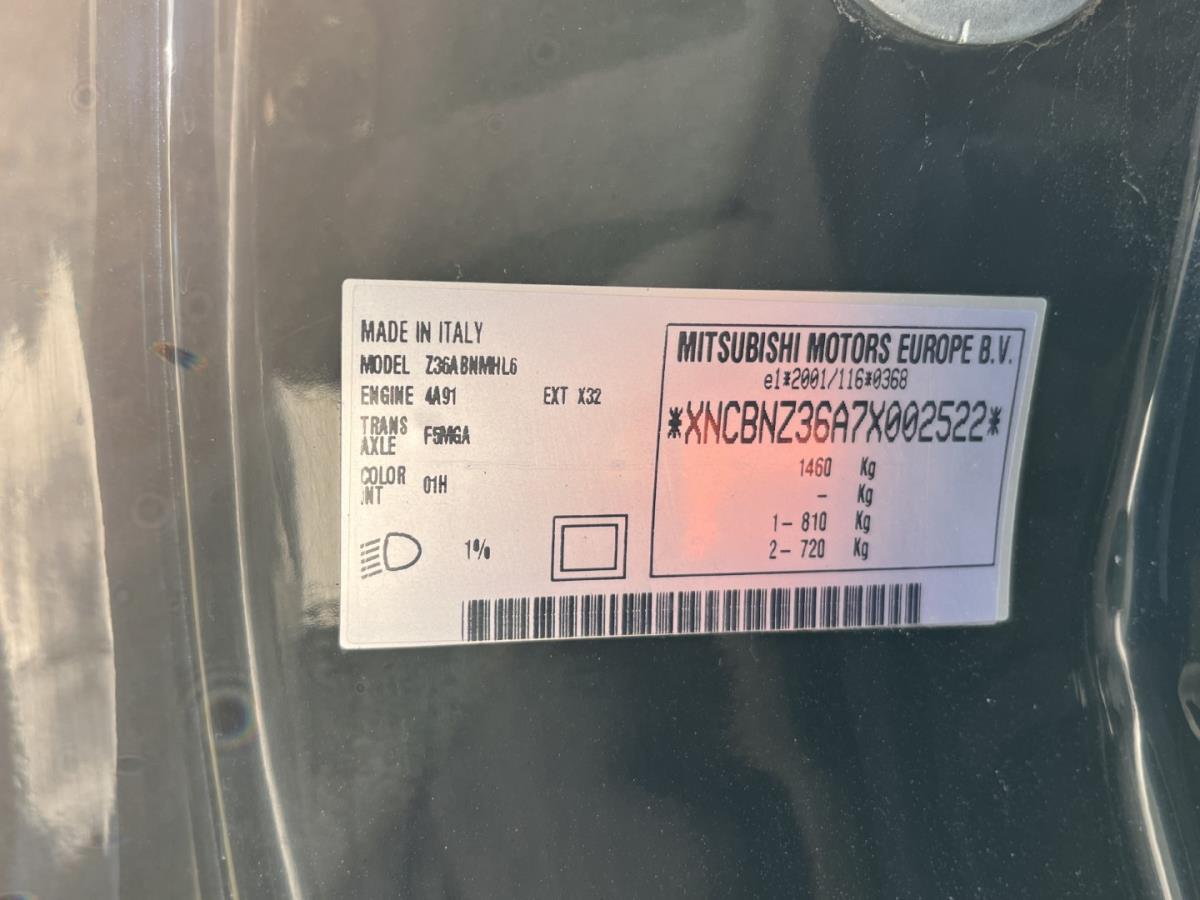 MADE IN ITALY
MODEL Z36ABNMHL6
ENGINE 4A91 EXT X32
TRANS AXLE F5MGA
COLOR INT 01H
1%
MITSUBISHI MOTORS EUROPE B.V.
e1*2001/116*0368
*XNCBNZ36A7X002522*
1460 Kg
– Kg
1– 810 Kg
2– 720 Kg